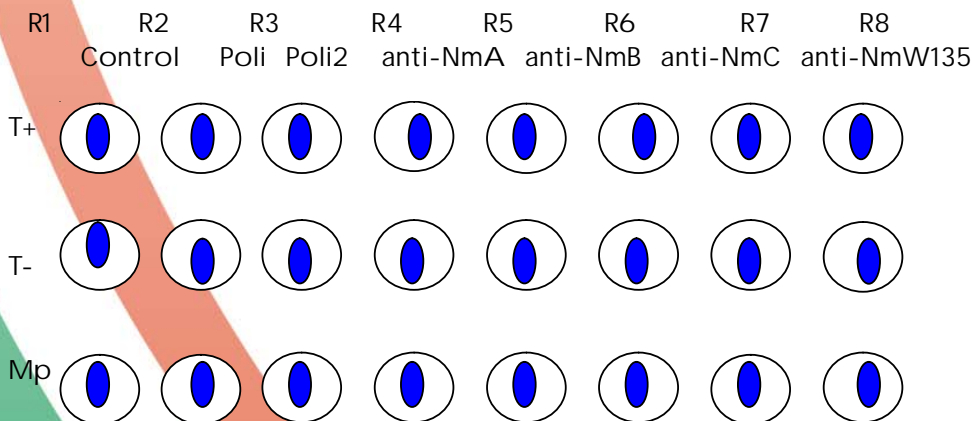 R1 R2 R3 R4 R5 R6 R7 R8
Control Poli Poli2 anti-NmA anti-NmB anti-NmC anti-NmW135
T+
T-
Mp